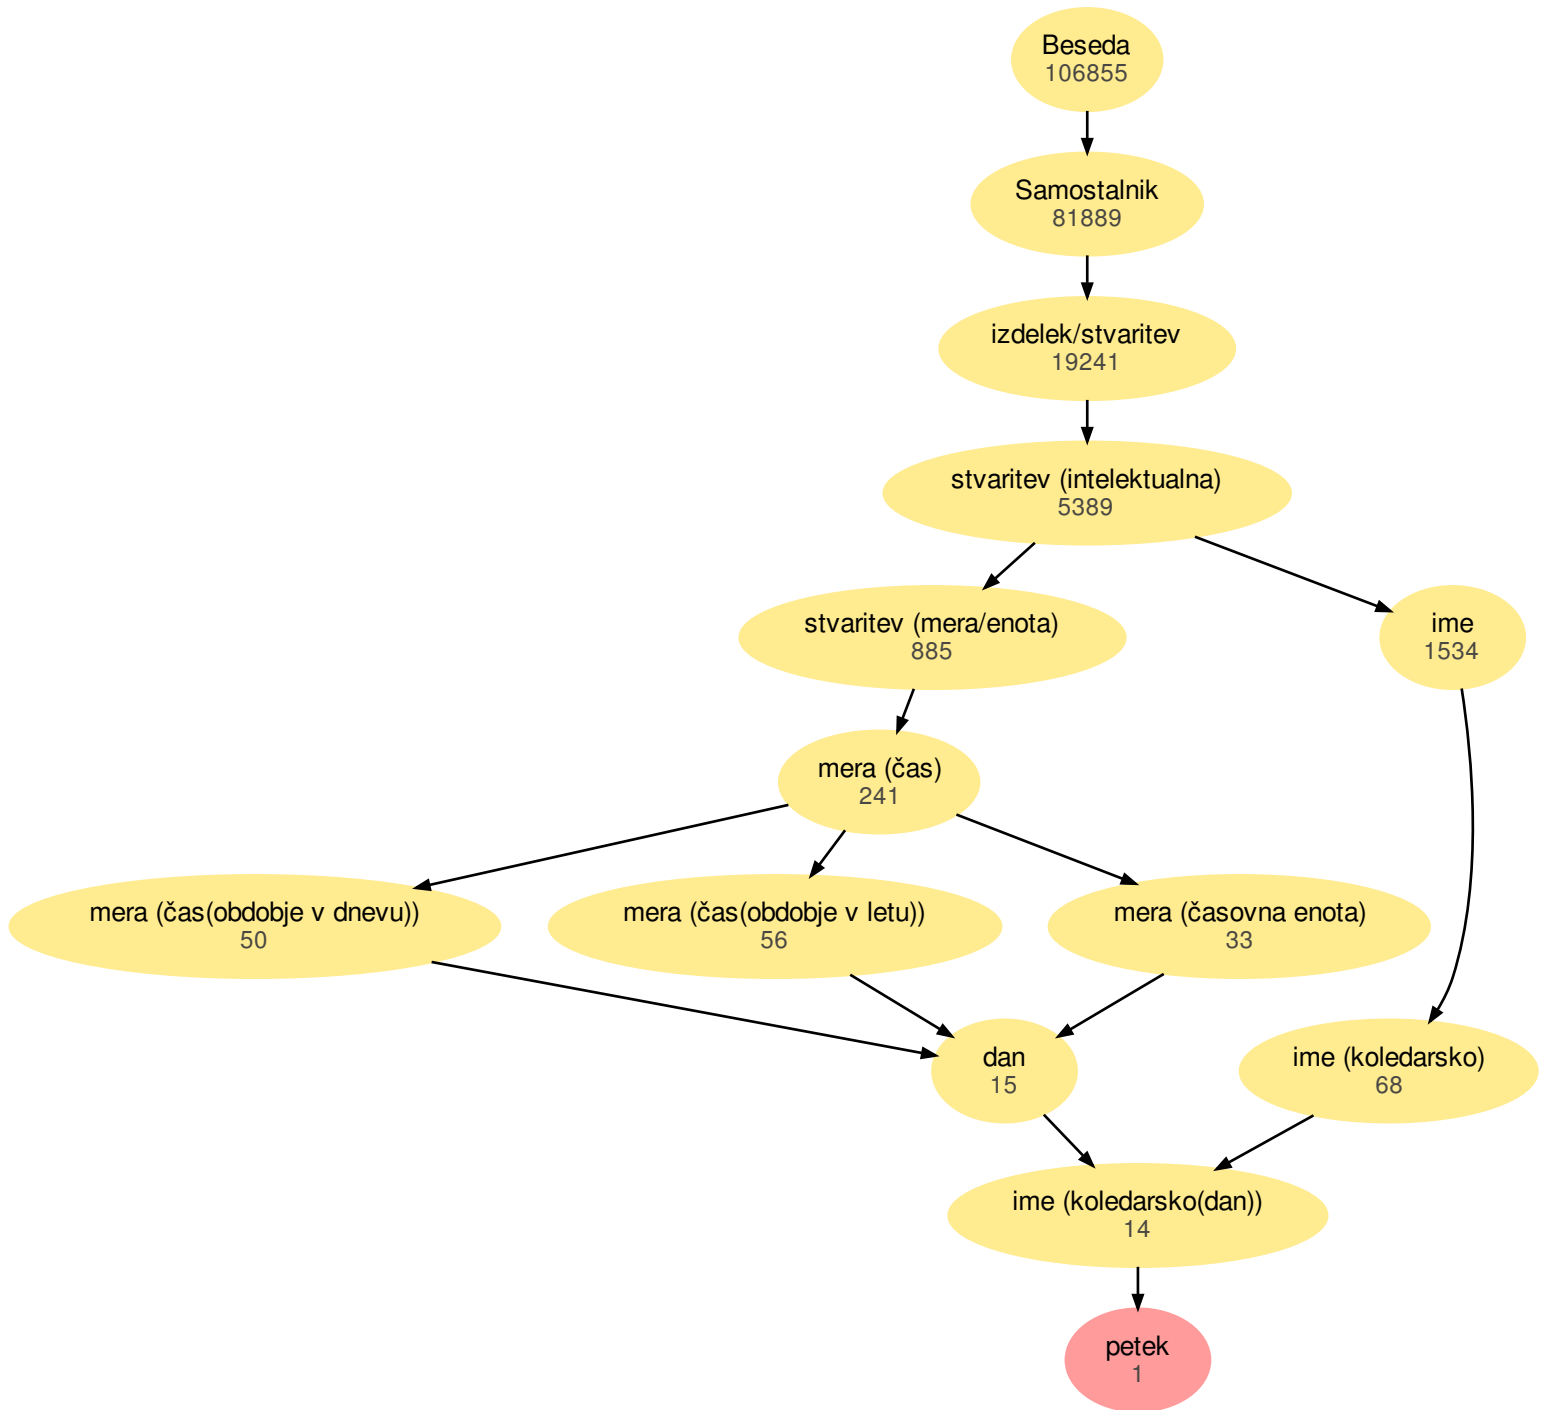 Beseda
106855
Samostalnik
81889
izdelek/stvaritev
19241
stvaritev (intelektualna)
5389
stvaritev (mera/enota)
885
ime
1534
mera (čas)
241
mera (čas(obdobje v dnevu))
50
mera (čas(obdobje v letu))
56
mera (časovna enota)
33
dan
15
ime (koledarsko)
68
ime (koledarsko(dan))
14
petek
1